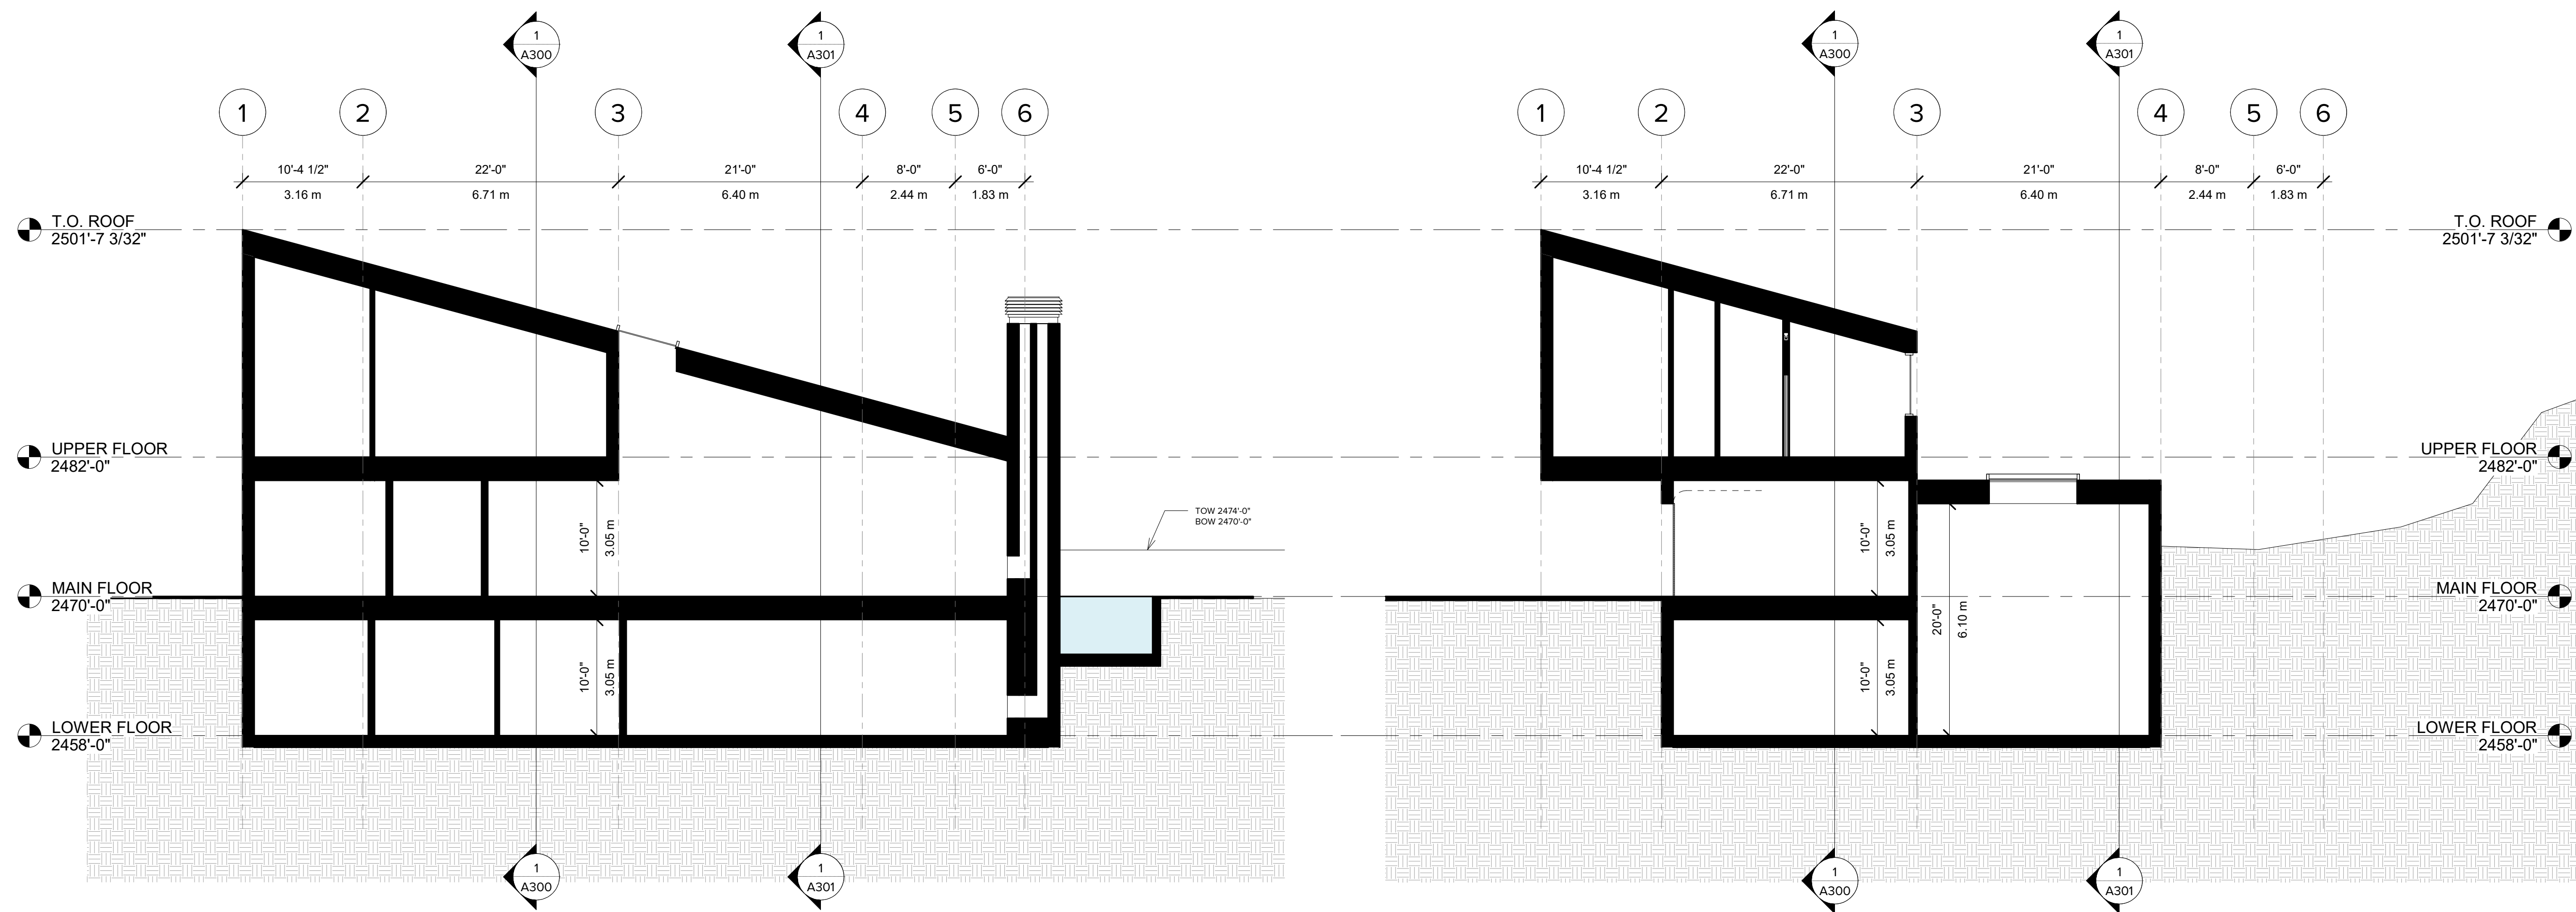 1
A300
1
A301
1
A300
1
A301
1 2 3 4 5 6
1 2 3 4 5 6
10'-4 1/2" 22'-0" 21'-0" 8'-0" 6'-0"
3.16 m 6.71 m 6.40 m 2.44 m 1.83 m
10'-4 1/2" 22'-0" 21'-0" 8'-0" 6'-0"
3.16 m 6.71 m 6.40 m 2.44 m 1.83 m
T.O. ROOF
2501'-7 3/32"
T.O. ROOF
2501'-7 3/32"
UPPER FLOOR
2482'-0"
UPPER FLOOR
2482'-0"
TOW 2474'-0"
BOW 2470'-0"
10'-0"
3.05 m
10'-0"
3.05 m
MAIN FLOOR
2470'-0"
MAIN FLOOR
2470'-0"
20'-0"
6.10 m
10'-0"
3.05 m
10'-0"
3.05 m
LOWER FLOOR
2458'-0"
LOWER FLOOR
2458'-0"
1
A300
1
A301
1
A300
1
A301